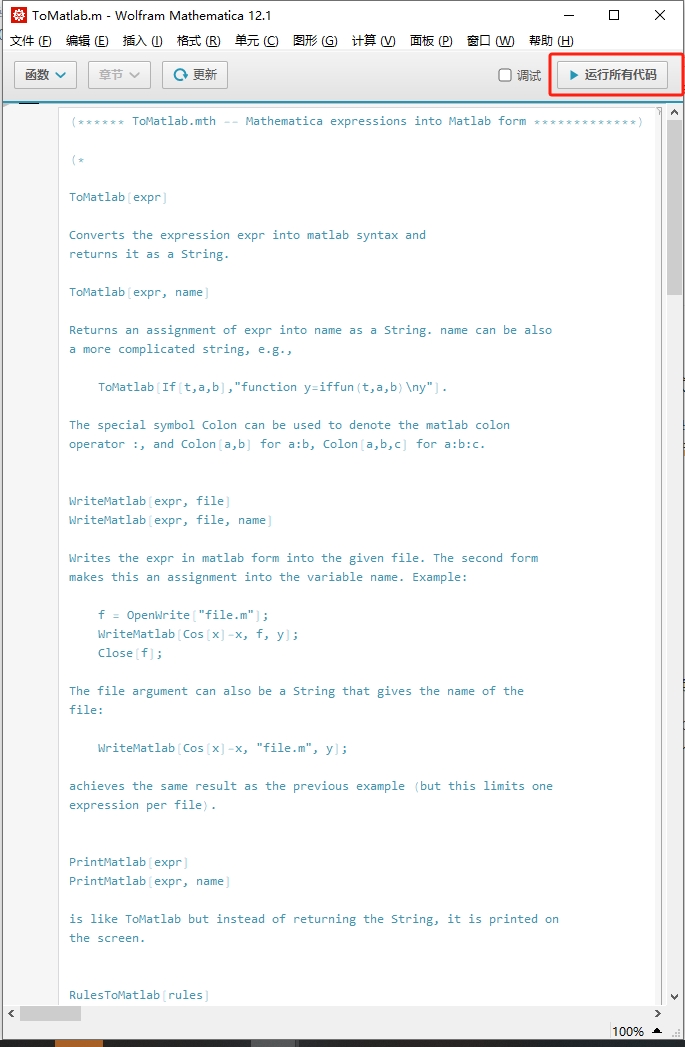 ToMatlab.m - Wolfram Mathematica 12.1
文件 (F) 编辑 (E) 插入 (I) 格式 (R) 单元 (C) 图形 (G) 计算 (V) 面板 (P) 窗口 (W) 帮助 (H)
函数 章节 更新 调试 运行所有代码
(****** ToMatlab.mth -- Mathematica expressions into Matlab form *************)
(*
ToMatlab[expr]
Converts the expression expr into matlab syntax and
returns it as a String.
ToMatlab[expr, name]
Returns an assignment of expr into name as a String. name can be also
a more complicated string, e.g.,
ToMatlab[If[t,a,b],"function y=iffun(t,a,b)\ny"].
The special symbol Colon can be used to denote the matlab colon
operator :, and Colon[a,b] for a:b, Colon[a,b,c] for a:b:c.
WriteMatlab[expr, file]
WriteMatlab[expr, file, name]
Writes the expr in matlab form into the given file. The second form
makes this an assignment into the variable name. Example:
f = OpenWrite["file.m"];
WriteMatlab[Cos[x]-x, f, y];
Close[f];
The file argument can also be a String that gives the name of the
file:
WriteMatlab[Cos[x]-x, "file.m", y];
achieves the same result as the previous example (but this limits one
expression per file).
PrintMatlab[expr]
PrintMatlab[expr, name]
is like ToMatlab but instead of returning the String, it is printed on
the screen.
RulesToMatlab[rules]
100%